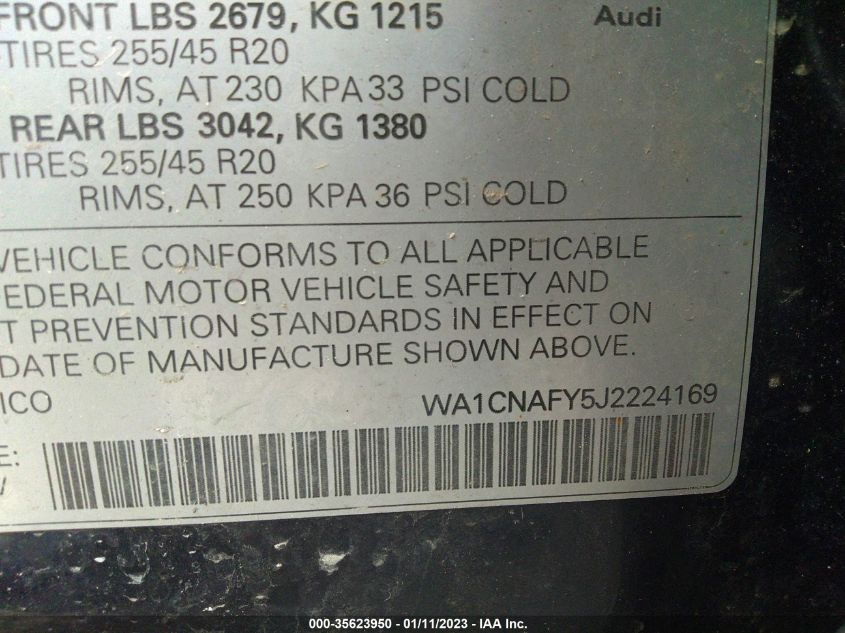 FRONT LBS 2679, KG 1215 Audi
TIRES 255/45 R20
RIMS, AT 230 KPA 33 PSI COLD
REAR LBS 3042, KG 1380
TIRES 255/45 R20
RIMS, AT 250 KPA 36 PSI COLD
VEHICLE CONFORMS TO ALL APPLICABLE
FEDERAL MOTOR VEHICLE SAFETY AND
T PREVENTION STANDARDS IN EFFECT ON
DATE OF MANUFACTURE SHOWN ABOVE.
ICO WA1CNAFY5J2224169
E:
000-35623950 - 01/11/2023 - IAA Inc.